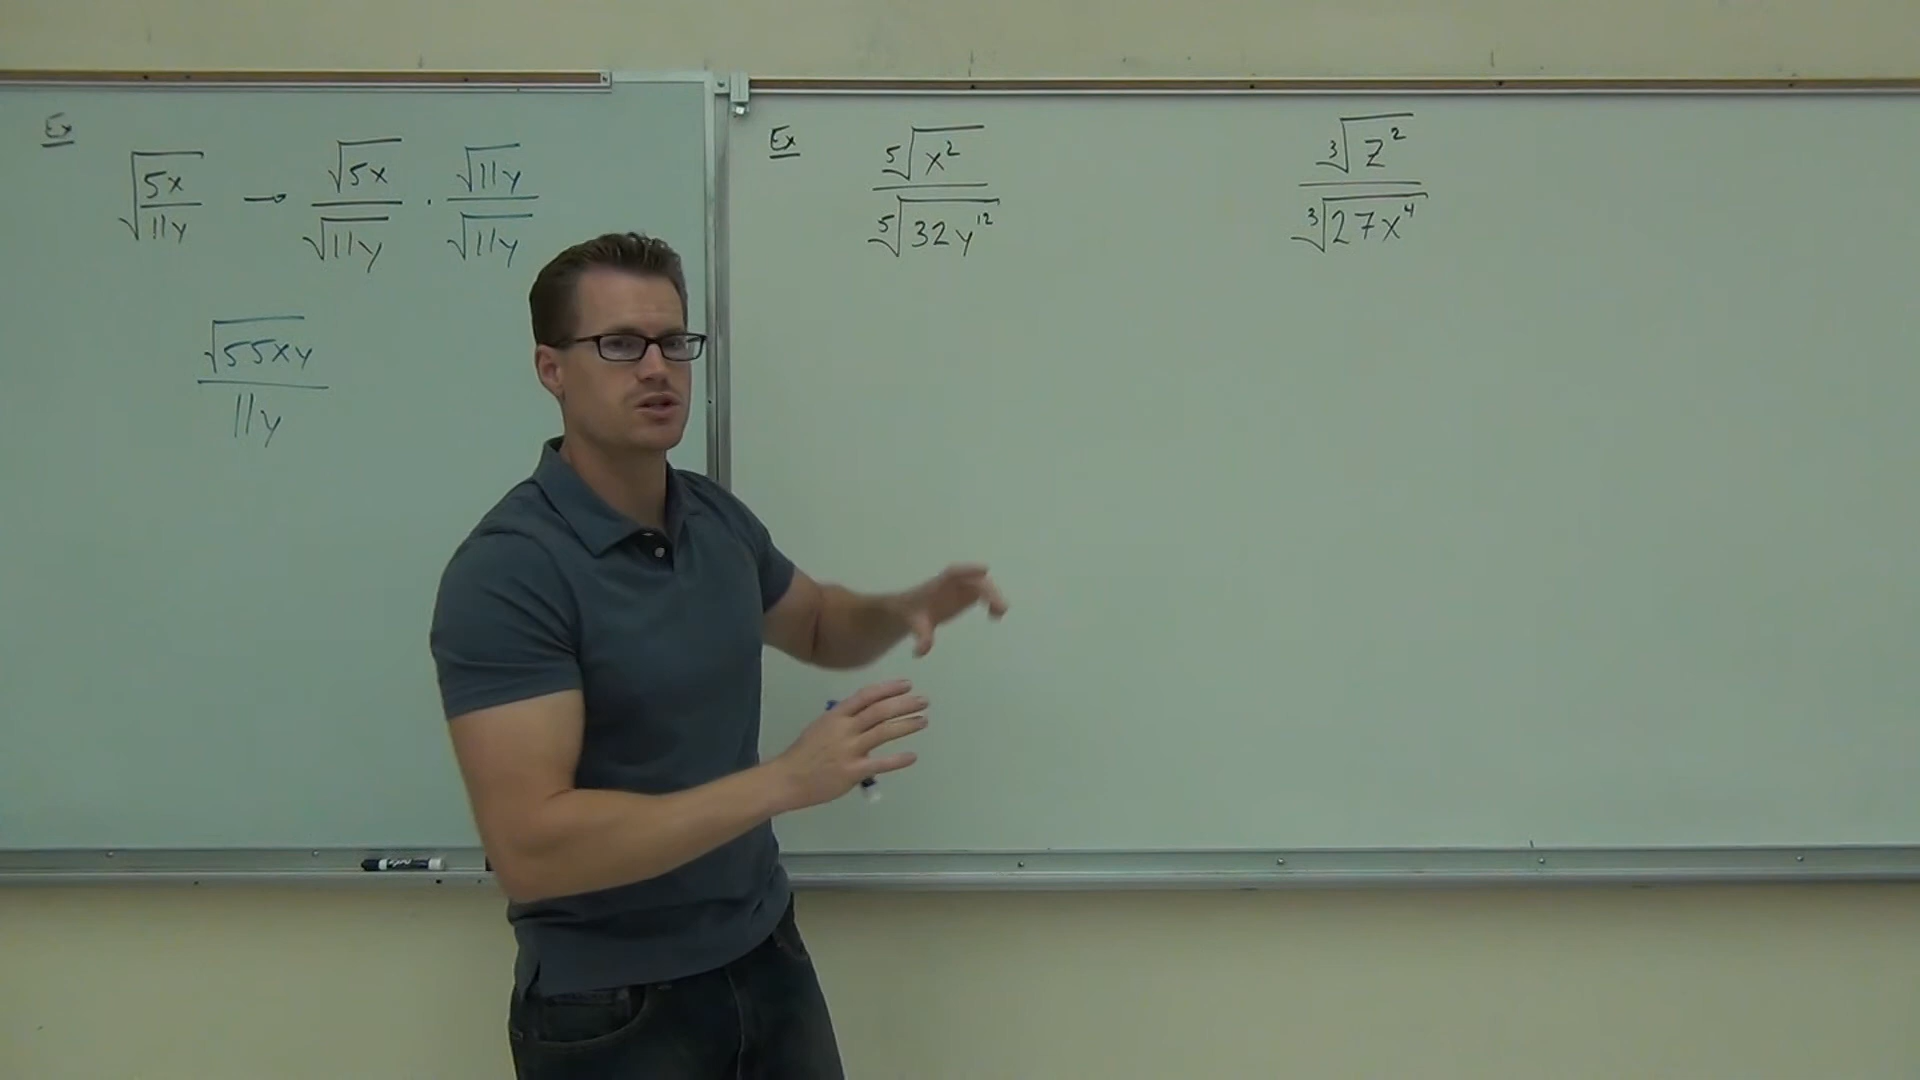 Ex
√(5x/11y) → √5x/√11y · √11y/√11y
√55xy/11y
Ex
⁵√x²/⁵√32y¹²
³√z²/³√27x⁴